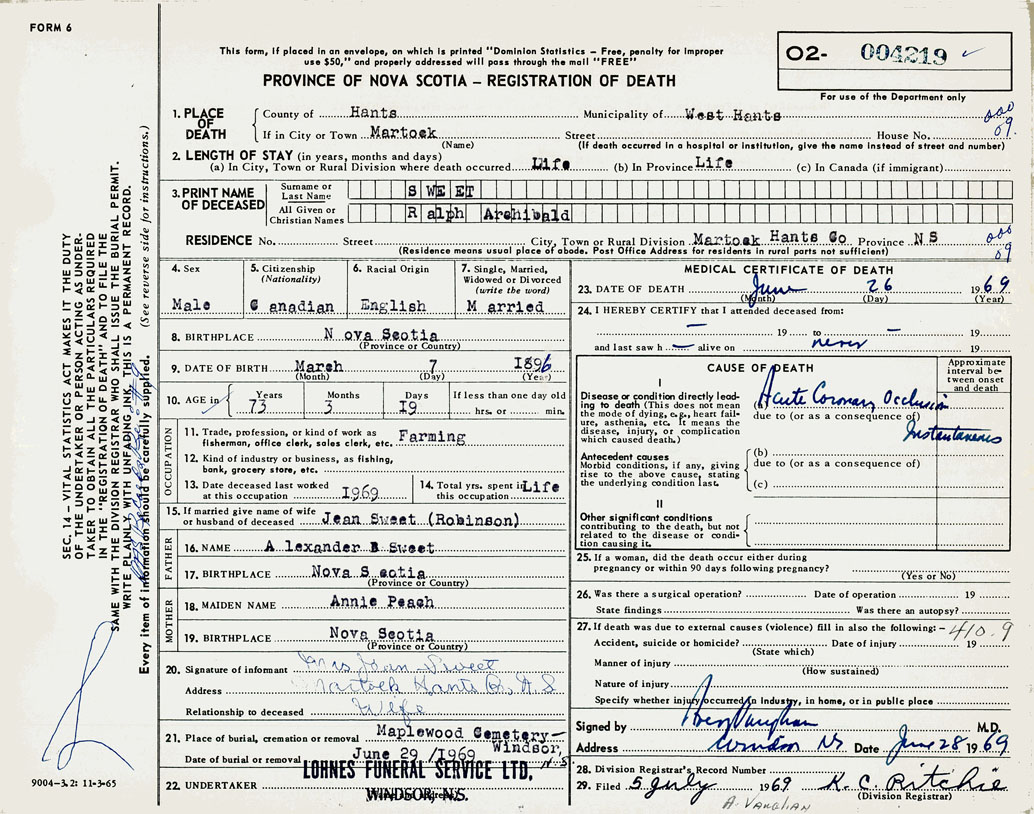 FORM 6
This form, if placed in an envelope, on which is printed "Dominion Statistics – Free, penalty for improper
use $50," and properly addressed will pass through the mail "FREE"
PROVINCE OF NOVA SCOTIA – REGISTRATION OF DEATH
O2- 004219
For use of the Department only
1. PLACE OF DEATH
County of Hants Municipality of West Hants
If in City or Town Martock Street House No.
(Name) (If death occurred in a hospital or institution, give the name instead of street and number)
000
09.
2. LENGTH OF STAY (in years, months and days)
(a) In City, Town or Rural Division where death occurred Life (b) In Province Life (c) In Canada (if immigrant)
3. PRINT NAME OF DECEASED
Surname or Last Name SWEET
All Given or Christian Names Ralph Archibald
RESIDENCE No. Street City, Town or Rural Division Martock Hants Co Province NS
(Residence means usual place of abode. Post Office Address for residents in rural parts not sufficient)
000
09
4. Sex
Male
5. Citizenship
(Nationality)
Canadian
6. Racial Origin
English
7. Single, Married, Widowed or Divorced
(write the word)
Married
8. BIRTHPLACE Nova Scotia
(Province or Country)
9. DATE OF BIRTH March 7 1896
(Month) (Day) (Year)
10. AGE in
Years Months Days If less than one day old
73 3 19 hrs. or min.
OCCUPATION
11. Trade, profession, or kind of work as
fisherman, office clerk, sales clerk, etc. Farming
12. Kind of industry or business, as fishing,
bank, grocery store, etc.
13. Date deceased last worked
at this occupation 1969
14. Total yrs. spent in
this occupation Life
15. If married give name of wife
or husband of deceased Jean Sweet (Robinson)
FATHER
16. NAME Alexander B Sweet
17. BIRTHPLACE Nova Scotia
(Province or Country)
MOTHER
18. MAIDEN NAME Annie Peach
19. BIRTHPLACE Nova Scotia
(Province or Country)
20. Signature of informant Mrs Jean Sweet
Address Martock Hants Co, N.S
Relationship to deceased Wife
21. Place of burial, cremation or removal Maplewood Cemetery—
Windsor,
Date of burial or removal June 29 /1969 N.S.
22. UNDERTAKER LOHNES FUNERAL SERVICE LTD,
WINDSOR, N.S.
MEDICAL CERTIFICATE OF DEATH
23. DATE OF DEATH June 26 1969
(Month) (Day) (Year)
24. I HEREBY CERTIFY that I attended deceased from:
— 19 to — 19
and last saw h — alive on never 19
CAUSE OF DEATH
Approximate interval between onset and death
I
Disease or condition directly leading to death (This does not mean the mode of dying, e.g., heart failure, asthenia, etc. It means the disease, injury, or complication which caused death.)
(a) Acute Coronary Occlusion
due to (or as a consequence of)
Instantaneous
Antecedent causes
Morbid conditions, if any, giving rise to the above cause, stating the underlying condition last.
(b)
due to (or as a consequence of)
(c)
II
Other significant conditions
contributing to the death, but not related to the disease or condition causing it.
25. If a woman, did the death occur either during
pregnancy or within 90 days following pregnancy?
(Yes or No)
26. Was there a surgical operation? Date of operation 19
State findings Was there an autopsy?
27. If death was due to external causes (violence) fill in also the following: – 410.9
Accident, suicide or homicide? Date of injury 19
(State which)
Manner of injury
(How sustained)
Nature of injury
Specify whether injury occurred in Industry, in home, or in public place
Signed by Vaughan M.D.
Address Windsor NS Date June 28 1969
28. Division Registrar's Record Number
29. Filed 5 July 1969 K. C. Ritchie
(Division Registrar)
A. VAUGHAN
SEC. 14 – VITAL STATISTICS ACT MAKES IT THE DUTY
OF THE UNDERTAKER OR PERSON ACTING AS UNDER-
TAKER TO OBTAIN ALL THE PARTICULARS REQUIRED
IN THE "REGISTRATION OF DEATH" AND TO FILE THE
SAME WITH THE DIVISION REGISTRAR WHO SHALL ISSUE THE BURIAL PERMIT.
WRITE PLAINLY, WITH UNFADING INK, THIS IS A PERMANENT RECORD.
Every item of information should be carefully supplied. (See reverse side for instructions.)
9004–3.2: 11-3-65